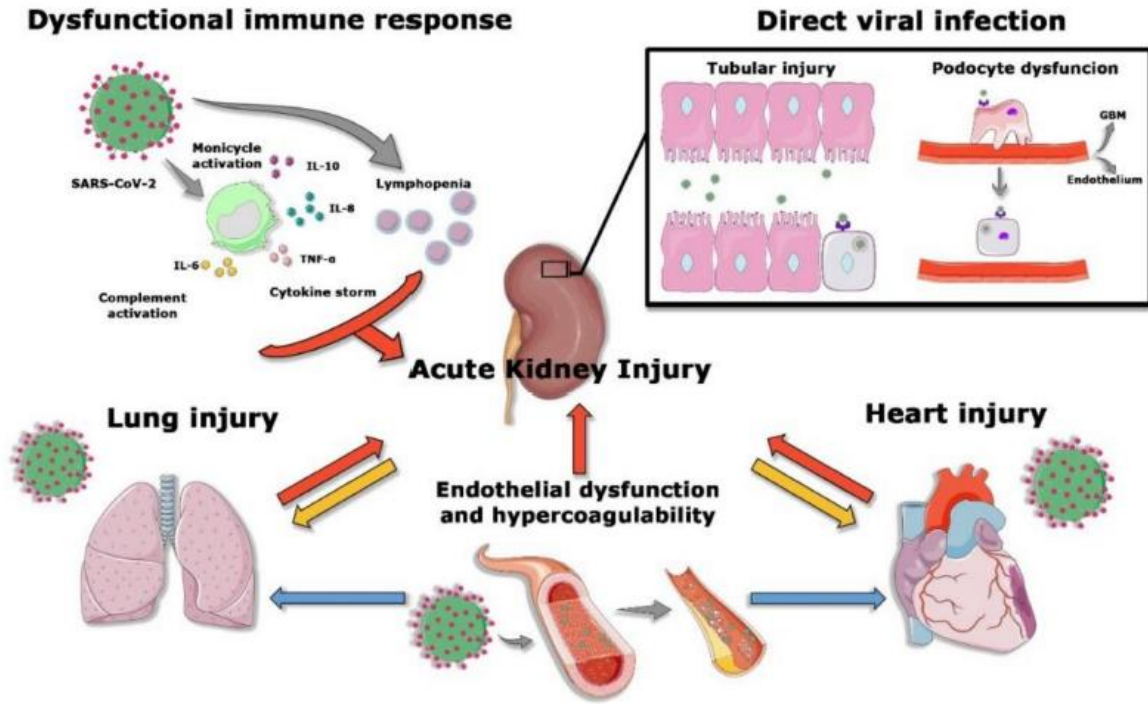 Dysfunctional immune response
Direct viral infection
Tubular injury
Podocyte dysfuncion
GBM
Endothelium
SARS-CoV-2
Monicycle
activation
IL-10
IL-8
TNF-α
IL-6
Lymphopenia
Complement
activation
Cytokine storm
Acute Kidney Injury
Lung injury
Heart injury
Endothelial dysfunction
and hypercoagulability